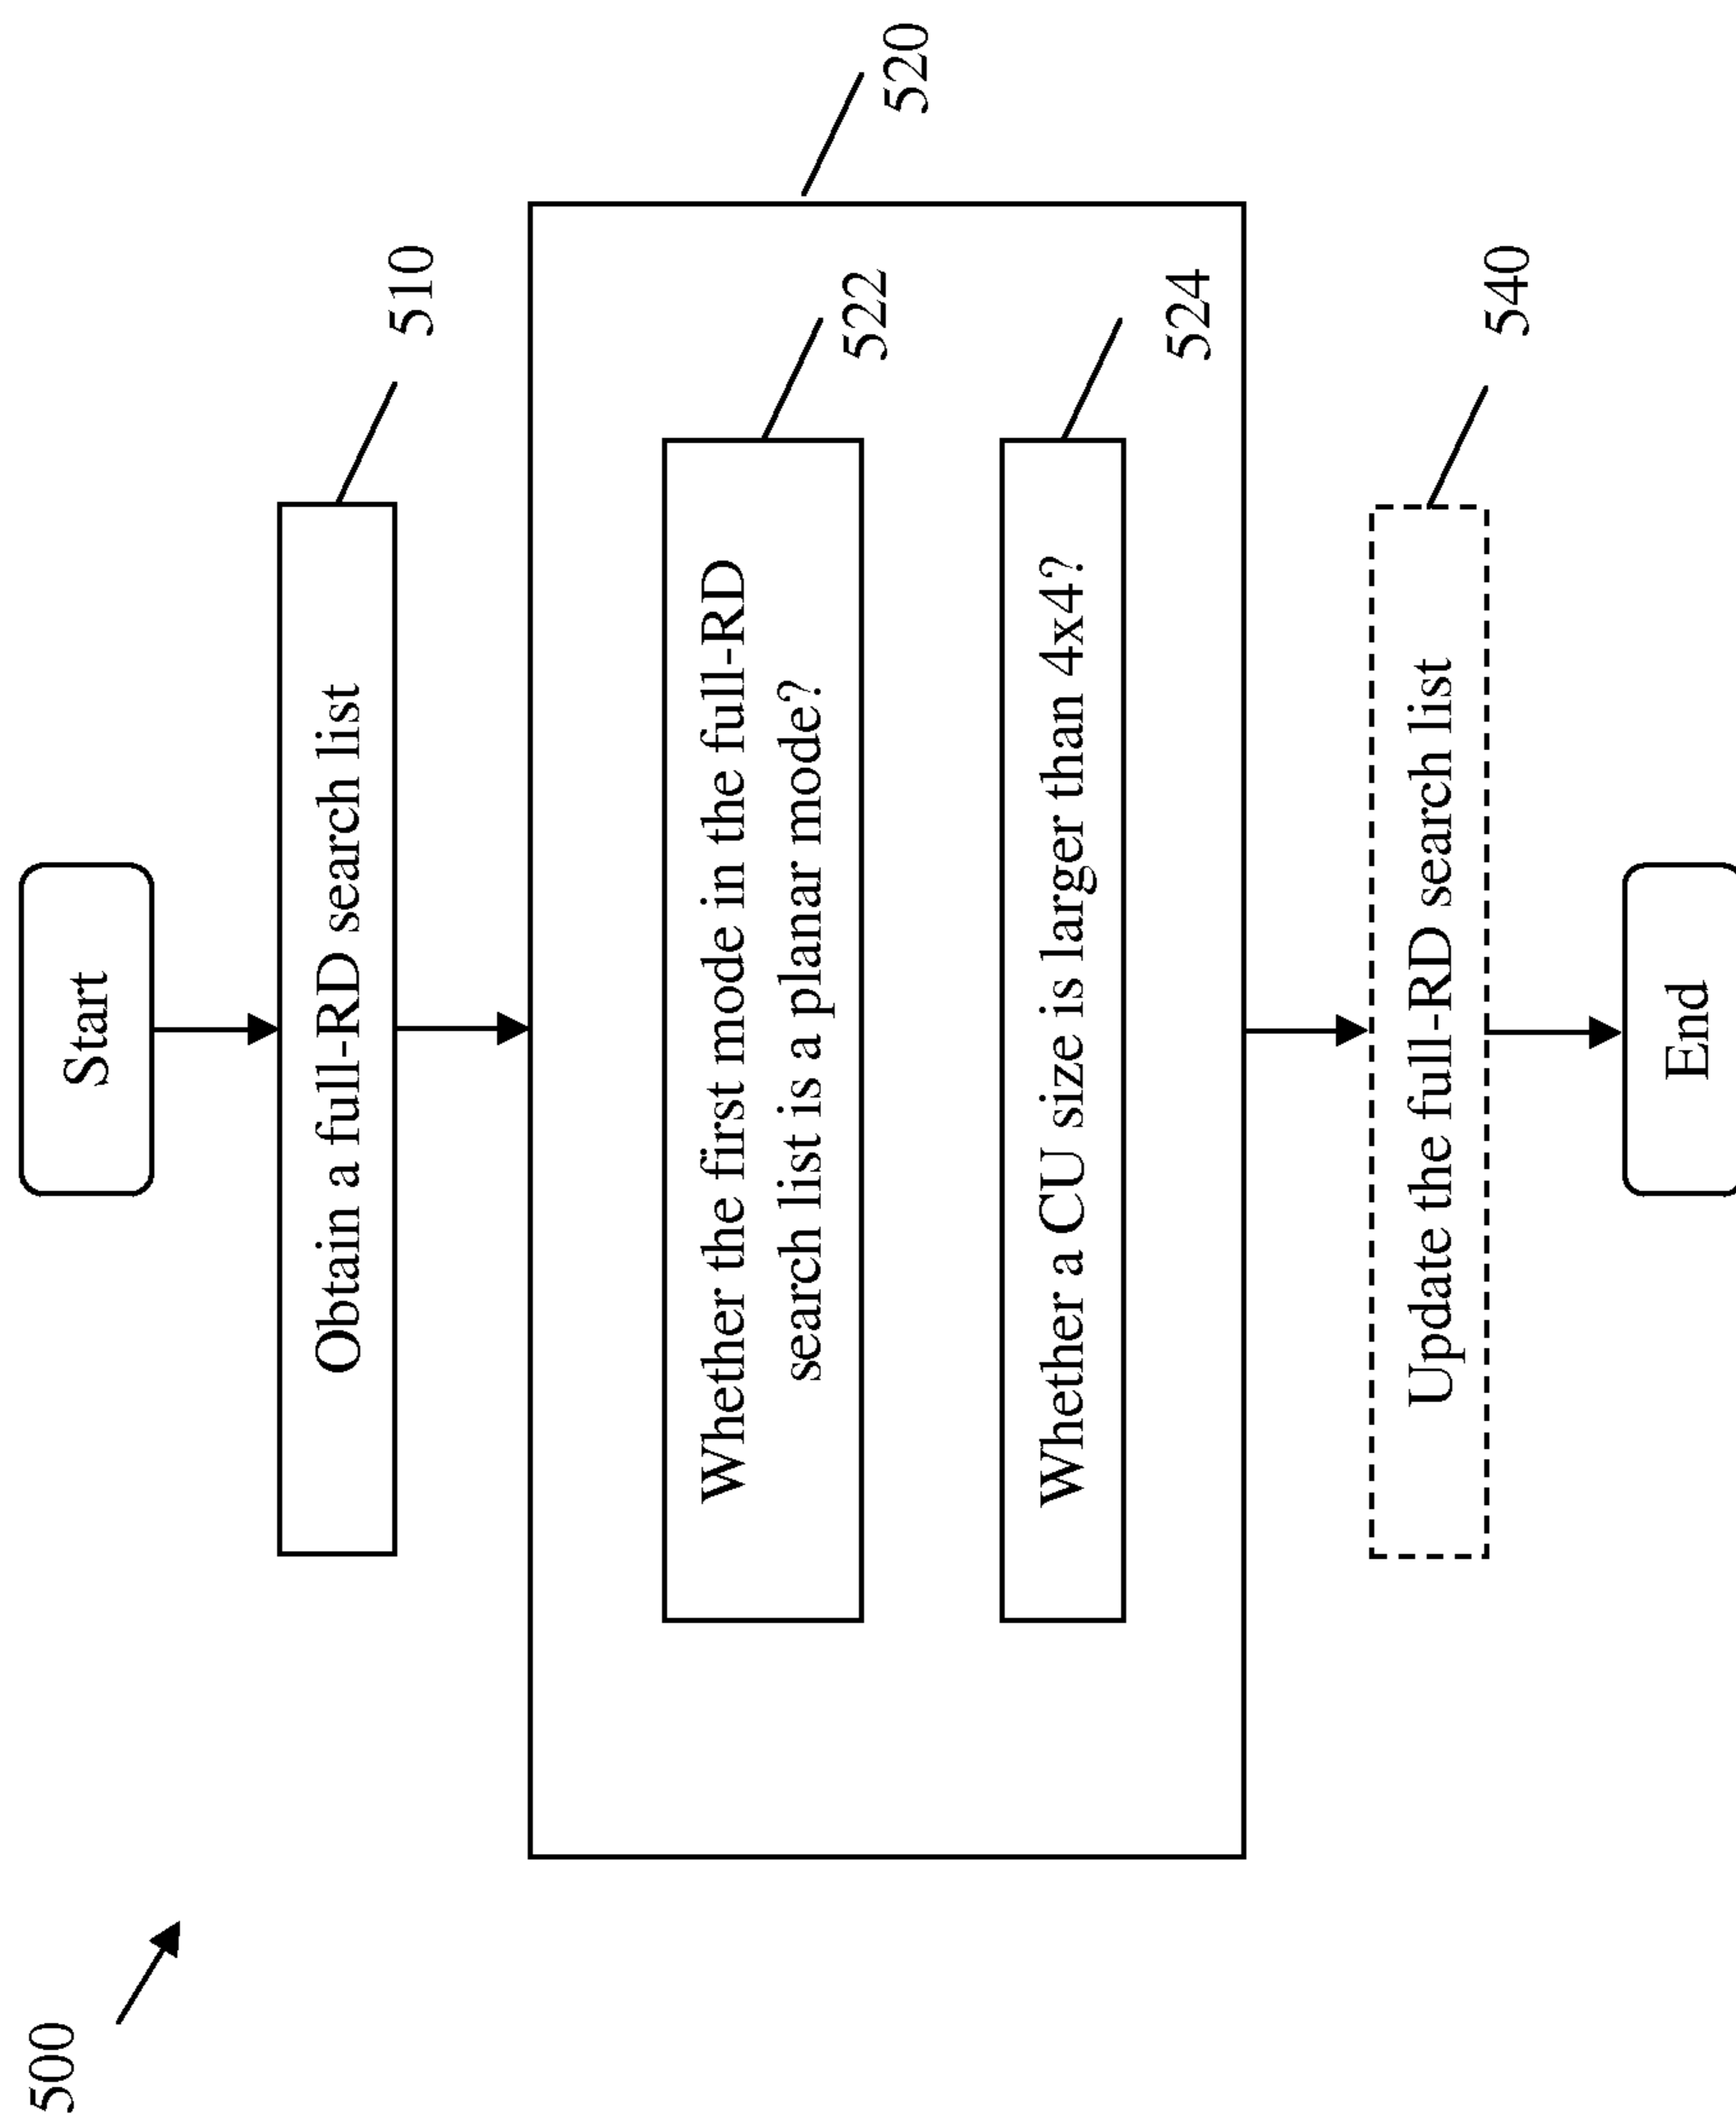 500
Start
510
Obtain a full-RD search list
520
522
Whether the first mode in the full-RD
search list is a planar mode?
524
Whether a CU size is larger than 4x4?
540
Update the full-RD search list
End